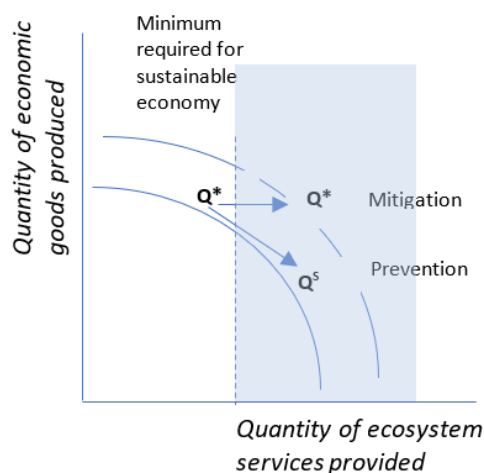 Minimum
required for
sustainable
economy
Quantity of economic
goods produced
Q*
Q*
Mitigation
Prevention
Qˢ
Quantity of ecosystem
services provided